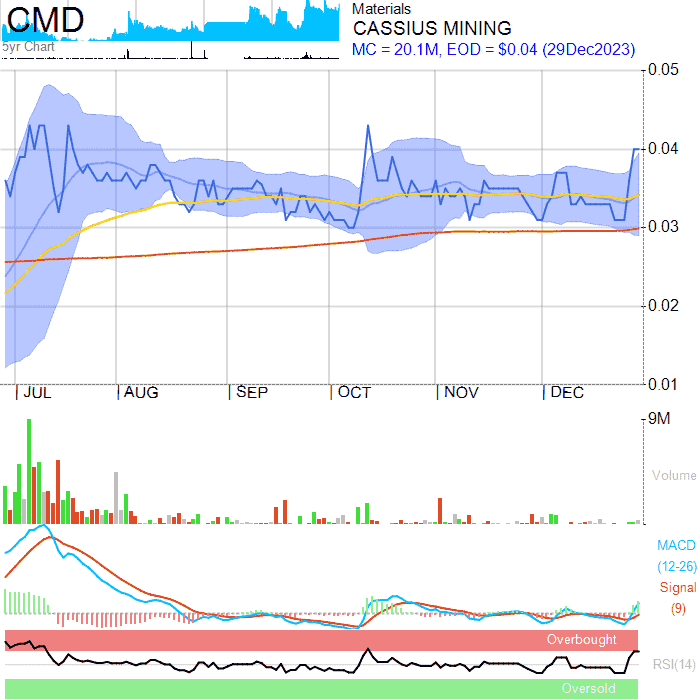 CMD
5yr Chart
Materials
CASSIUS MINING
MC = 20.1M, EOD = $0.04 (29Dec2023)
0.05
0.04
0.03
0.02
0.01
JUL AUG SEP OCT NOV DEC
9M
Volume
MACD
(12-26)
Signal
(9)
Overbought
RSI(14)
Oversold